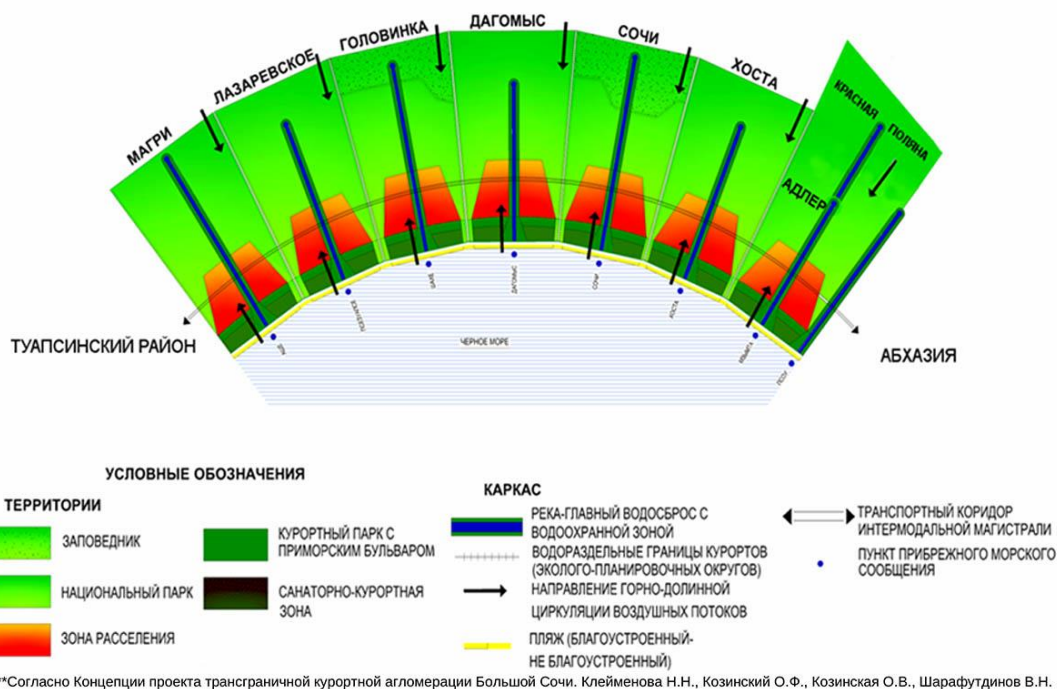 МАГРИ
ЛАЗАРЕВСКОЕ
ГОЛОВИНКА
ДАГОМЫС
СОЧИ
ХОСТА
КРАСНАЯ ПОЛЯНА
АДЛЕР
ТУАПСИНСКИЙ РАЙОН
АБХАЗИЯ
ДАГОМЫС
СОЧИ
ХОСТА
ЧЕРНОЕ МОРЕ
УСЛОВНЫЕ ОБОЗНАЧЕНИЯ
ТЕРРИТОРИИ
ЗАПОВЕДНИК
НАЦИОНАЛЬНЫЙ ПАРК
ЗОНА РАССЕЛЕНИЯ
КУРОРТНЫЙ ПАРК С
ПРИМОРСКИМ БУЛЬВАРОМ
САНАТОРНО-КУРОРТНАЯ
ЗОНА
КАРКАС
РЕКА-ГЛАВНЫЙ ВОДОСБРОС С
ВОДООХРАННОЙ ЗОНОЙ
ВОДОРАЗДЕЛЬНЫЕ ГРАНИЦЫ КУРОРТОВ
(ЭКОЛОГО-ПЛАНИРОВОЧНЫХ ОКРУГОВ)
НАПРАВЛЕНИЕ ГОРНО-ДОЛИННОЙ
ЦИРКУЛЯЦИИ ВОЗДУШНЫХ ПОТОКОВ
ПЛЯЖ (БЛАГОУСТРОЕННЫЙ-
НЕ БЛАГОУСТРОЕННЫЙ)
ТРАНСПОРТНЫЙ КОРИДОР
ИНТЕРМОДАЛЬНОЙ МАГИСТРАЛИ
ПУНКТ ПРИБРЕЖНОГО МОРСКОГО
СООБЩЕНИЯ
*Согласно Концепции проекта трансграничной курортной агломерации Большой Сочи. Клейменова Н.Н., Козинский О.Ф., Козинская О.В., Шарафутдинов В.Н.